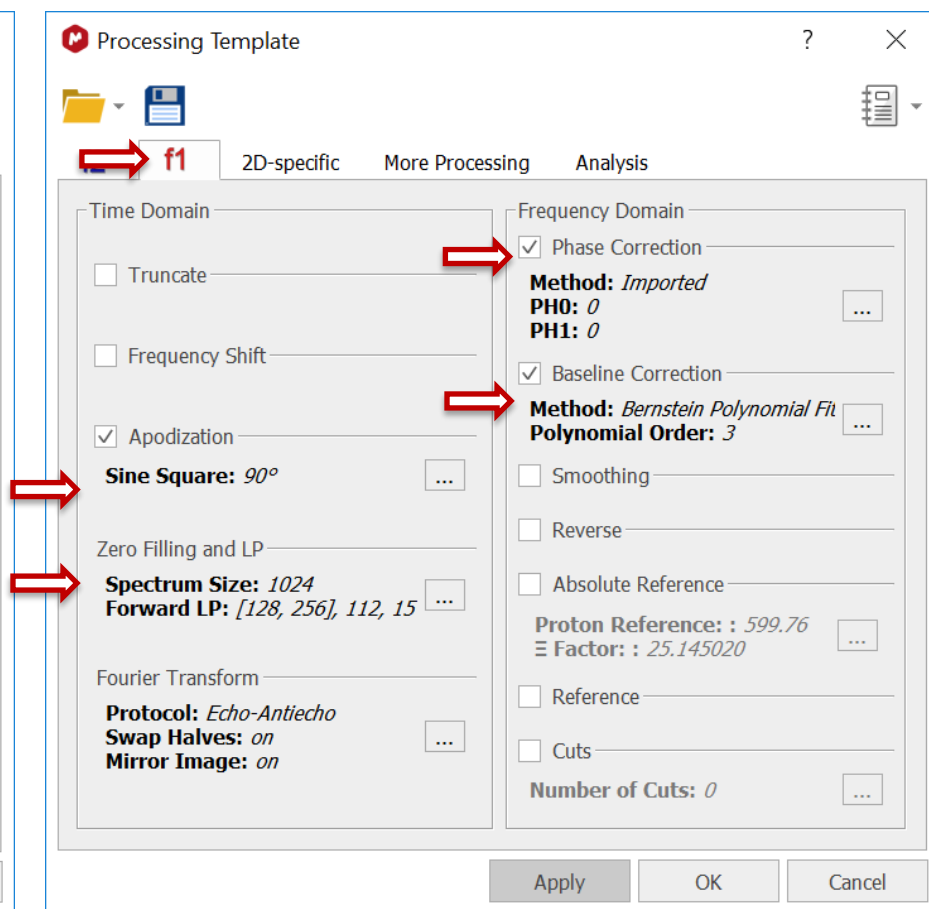 Processing Template
?
f1
2D-specific
More Processing
Analysis
Time Domain
Truncate
Frequency Shift
Apodization
Sine Square: 90°
...
Zero Filling and LP
Spectrum Size: 1024
Forward LP: [128, 256], 112, 15
...
Fourier Transform
Protocol: Echo-Antiecho
Swap Halves: on
Mirror Image: on
...
Frequency Domain
Phase Correction
Method: Imported
PH0: 0
PH1: 0
...
Baseline Correction
Method: Bernstein Polynomial Fit
Polynomial Order: 3
...
Smoothing
Reverse
Absolute Reference
Proton Reference: : 599.76
Ξ Factor: : 25.145020
...
Reference
Cuts
Number of Cuts: 0
...
Apply
OK
Cancel